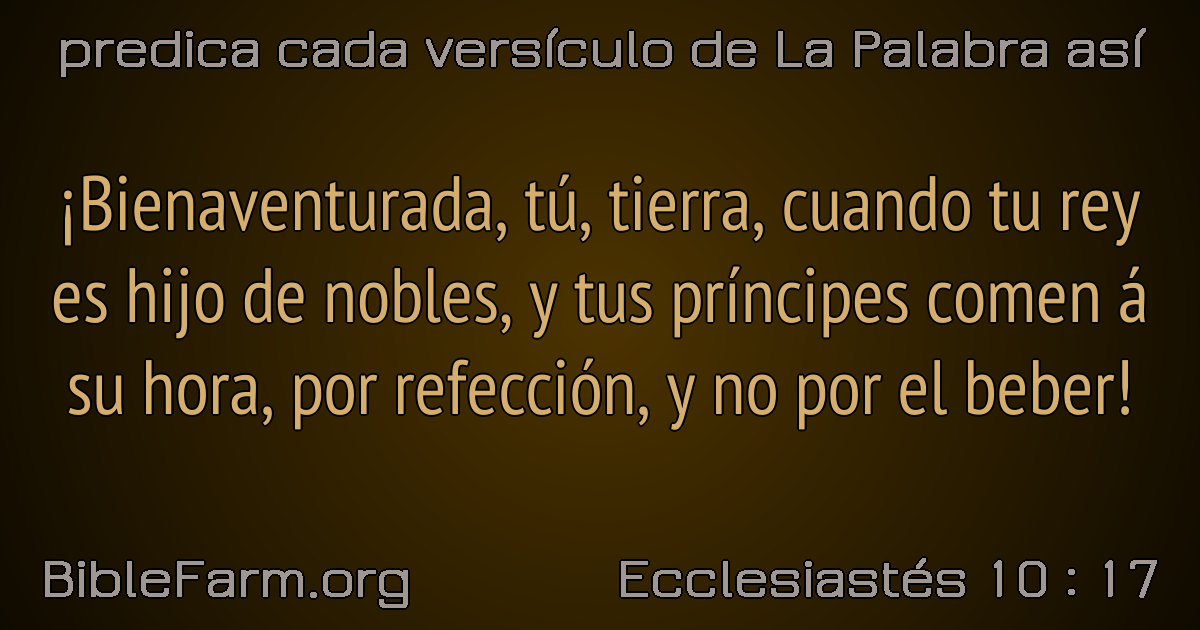 predica cada versículo de La Palabra así
¡Bienaventurada, tú, tierra, cuando tu rey
es hijo de nobles, y tus príncipes comen á
su hora, por refección, y no por el beber!
BibleFarm.org
Ecclesiastés 10 : 17